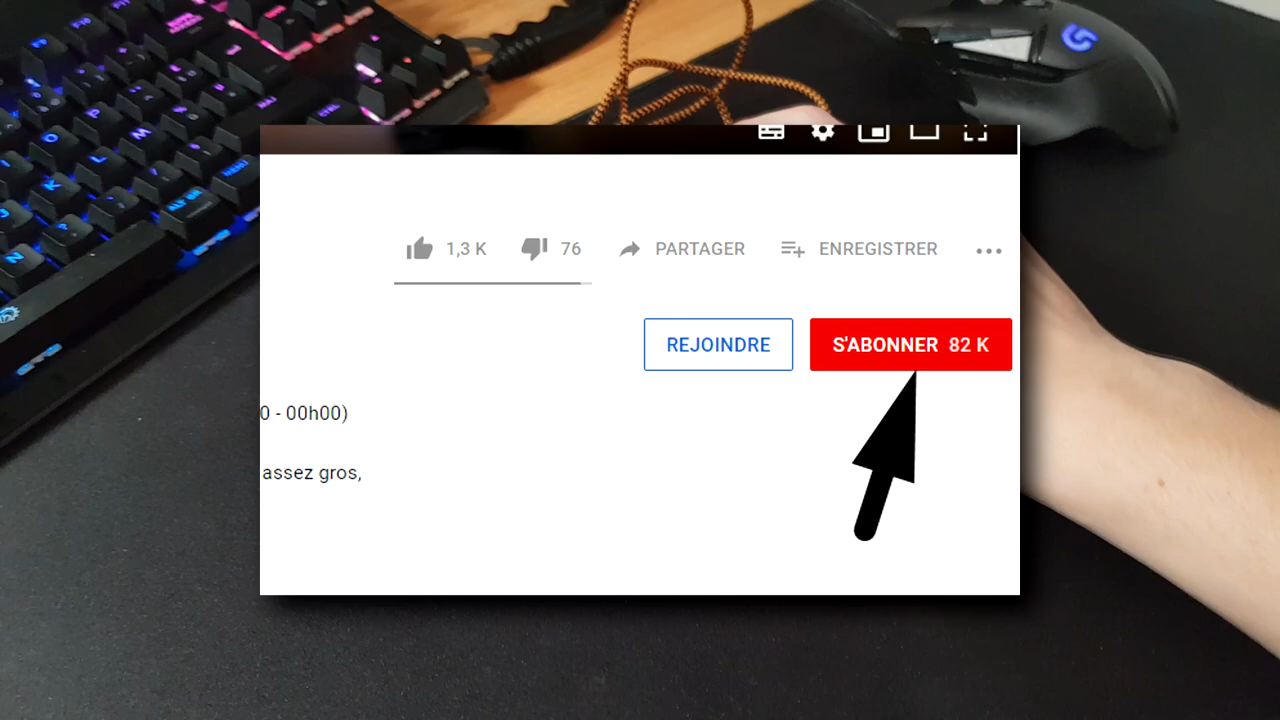 1,3 K 76 PARTAGER ENREGISTRER
REJOINDRE S'ABONNER 82 K
0 - 00h00)
assez gros,